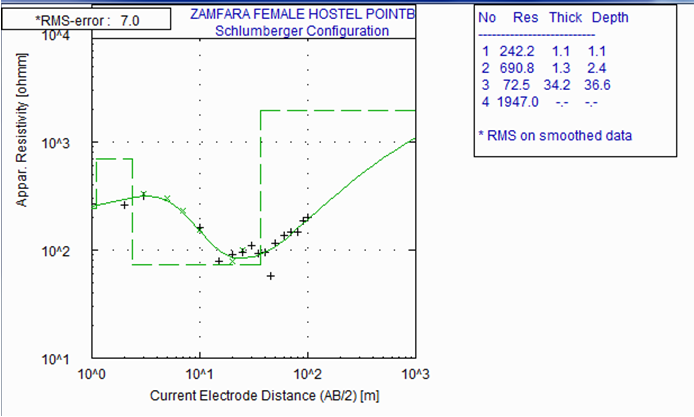 *RMS-error : 7.0
ZAMFARA FEMALE HOSTEL POINTB
Schlumberger Configuration
Appar. Resistivity [ohmm]
10^4
10^3
10^2
10^1
10^0 10^1 10^2 10^3
Current Electrode Distance (AB/2) [m]
No Res Thick Depth
--------------------------
1 242.2 1.1 1.1
2 690.8 1.3 2.4
3 72.5 34.2 36.6
4 1947.0 -.- -.-
* RMS on smoothed data